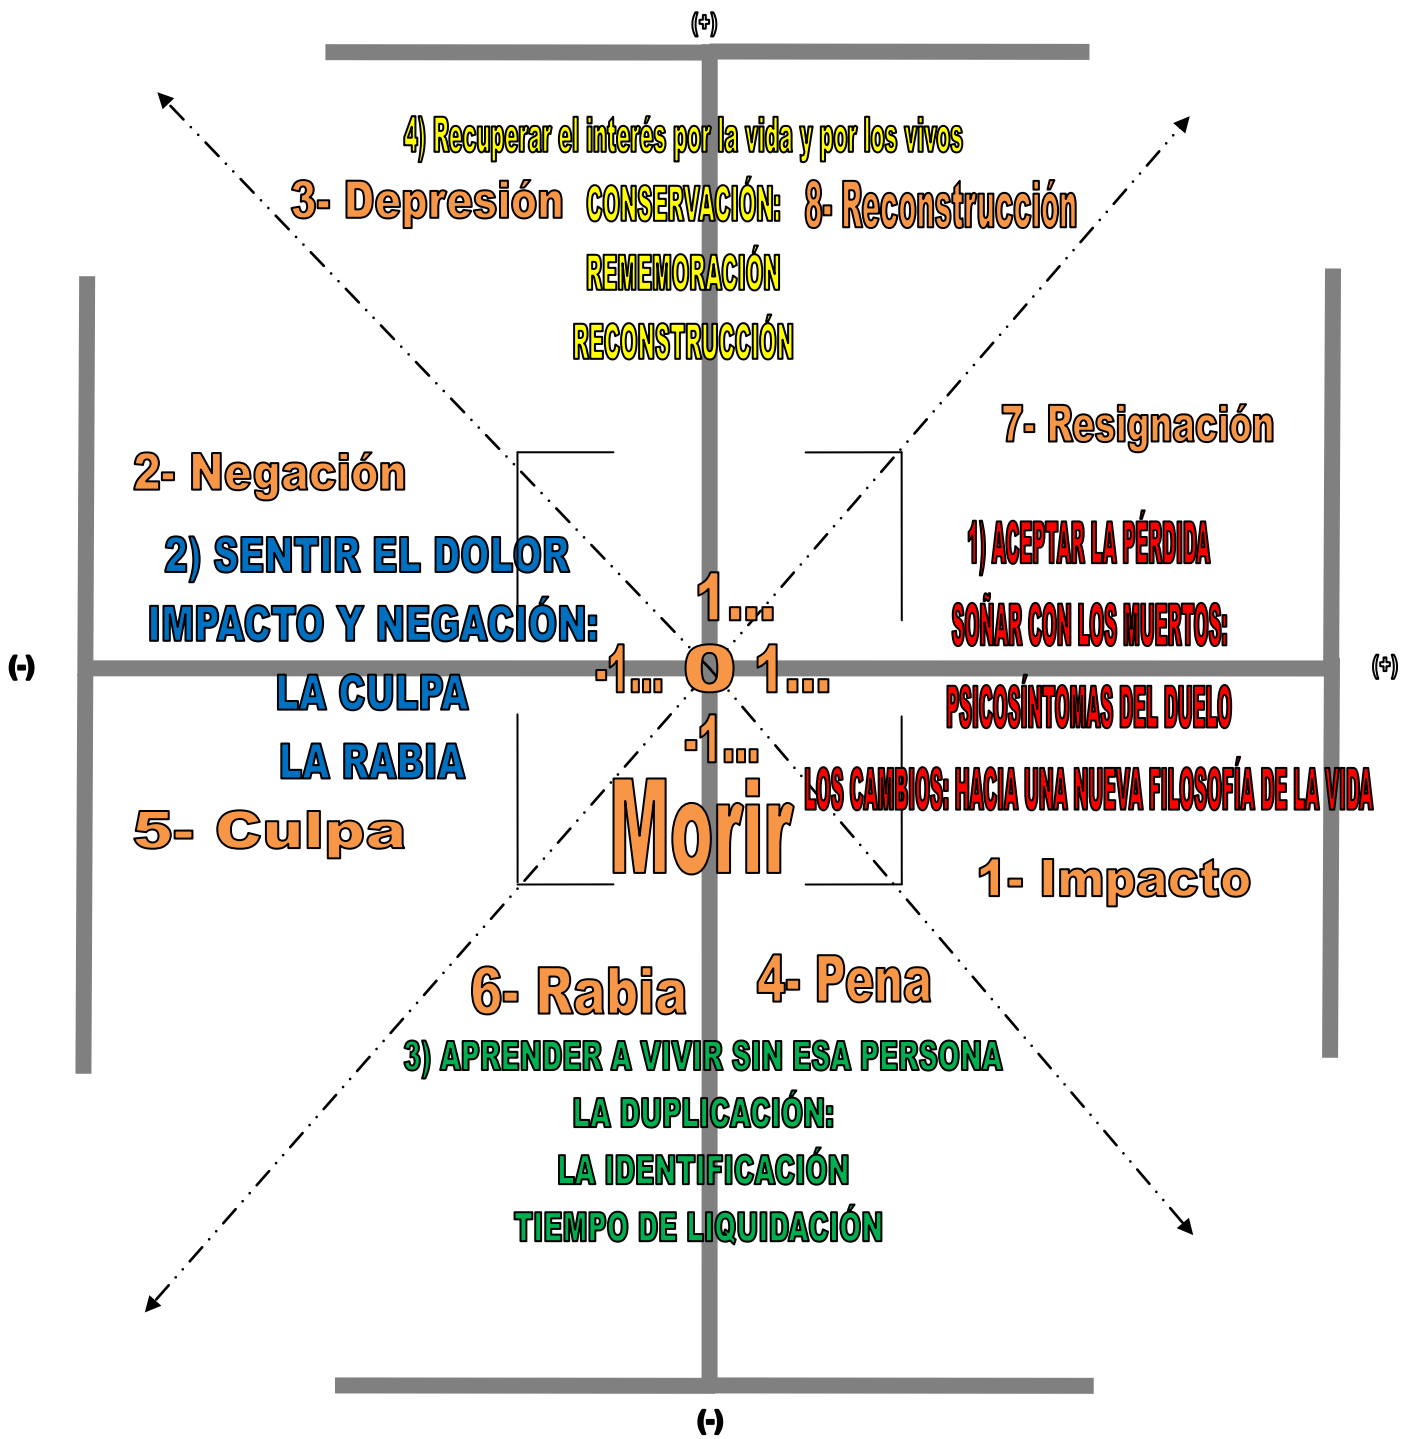 (+)
4) Recuperar el interés por la vida y por los vivos
3- Depresión
CONSERVACIÓN:
8- Reconstrucción
REMEMORACIÓN
RECONSTRUCCIÓN
7- Resignación
2- Negación
2) SENTIR EL DOLOR
IMPACTO Y NEGACIÓN:
LA CULPA
LA RABIA
5- Culpa
1) ACEPTAR LA PÉRDIDA
SOÑAR CON LOS MUERTOS:
PSICOSÍNTOMAS DEL DUELO
LOS CAMBIOS: HACIA UNA NUEVA FILOSOFÍA DE LA VIDA
1- Impacto
(-)
(+)
1...
-1... 0 1...
-1...
Morir
6- Rabia
4- Pena
3) APRENDER A VIVIR SIN ESA PERSONA
LA DUPLICACIÓN:
LA IDENTIFICACIÓN
TIEMPO DE LIQUIDACIÓN
(-)